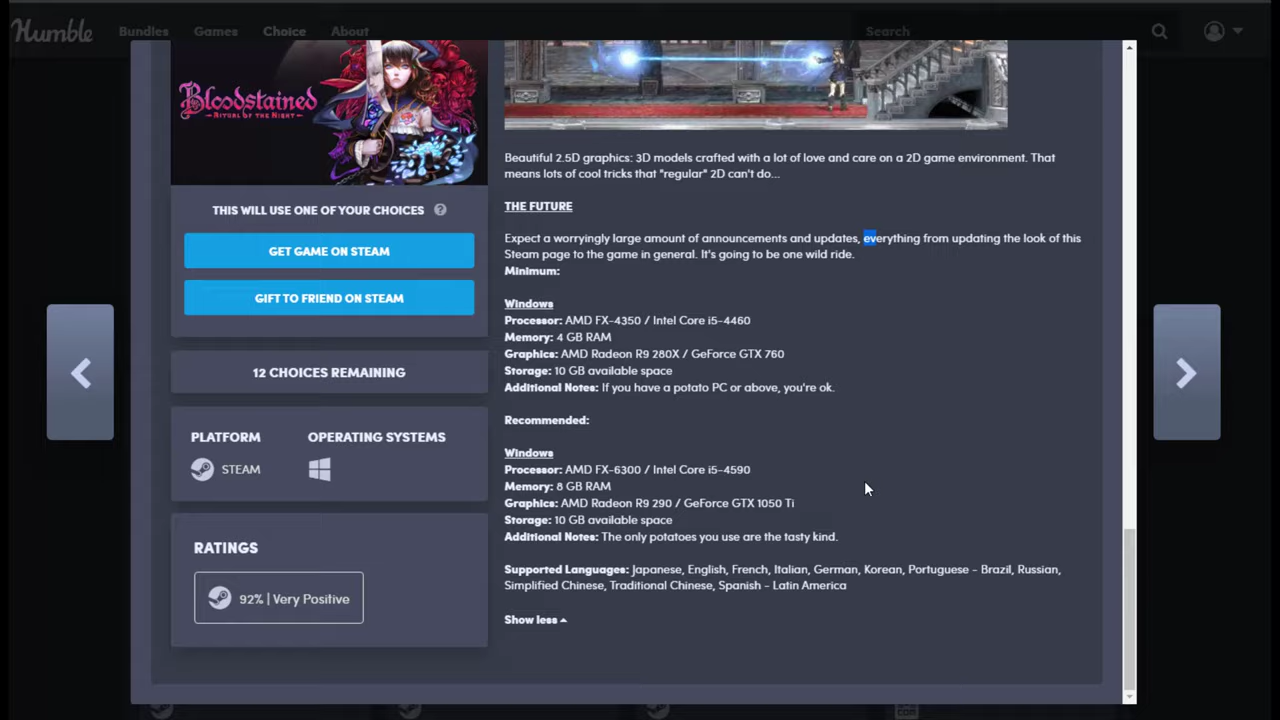 Humble
Bundles
Games
Choice
About
Search
Bloodstained
RITUAL OF THE NIGHT
THIS WILL USE ONE OF YOUR CHOICES ?
GET GAME ON STEAM
GIFT TO FRIEND ON STEAM
12 CHOICES REMAINING
PLATFORM
STEAM
OPERATING SYSTEMS
RATINGS
92% | Very Positive
Beautiful 2.5D graphics: 3D models crafted with a lot of love and care on a 2D game environment. That
means lots of cool tricks that "regular" 2D can't do...
THE FUTURE
Expect a worryingly large amount of announcements and updates, everything from updating the look of this
Steam page to the game in general. It's going to be one wild ride.
Minimum:
Windows
Processor: AMD FX-4350 / Intel Core i5-4460
Memory: 4 GB RAM
Graphics: AMD Radeon R9 280X / GeForce GTX 760
Storage: 10 GB available space
Additional Notes: If you have a potato PC or above, you're ok.
Recommended:
Windows
Processor: AMD FX-6300 / Intel Core i5-4590
Memory: 8 GB RAM
Graphics: AMD Radeon R9 290 / GeForce GTX 1050 Ti
Storage: 10 GB available space
Additional Notes: The only potatoes you use are the tasty kind.
Supported Languages: Japanese, English, French, Italian, German, Korean, Portuguese - Brazil, Russian,
Simplified Chinese, Traditional Chinese, Spanish - Latin America
Show less